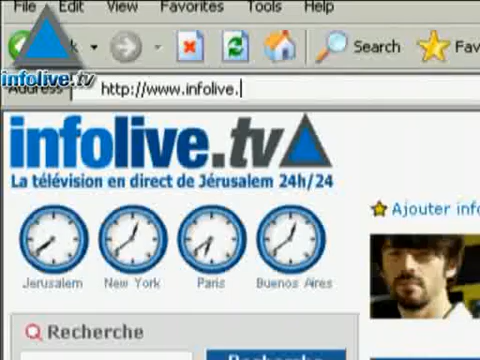 File Edit View Favorites Tools Help
Search Fav
infolive.tv
Address http://www.infolive.
infolive.tv
La télévision en direct de Jérusalem 24h/24
Ajouter info
Jerusalem New York Paris Buenos Aires
Recherche
Recherche